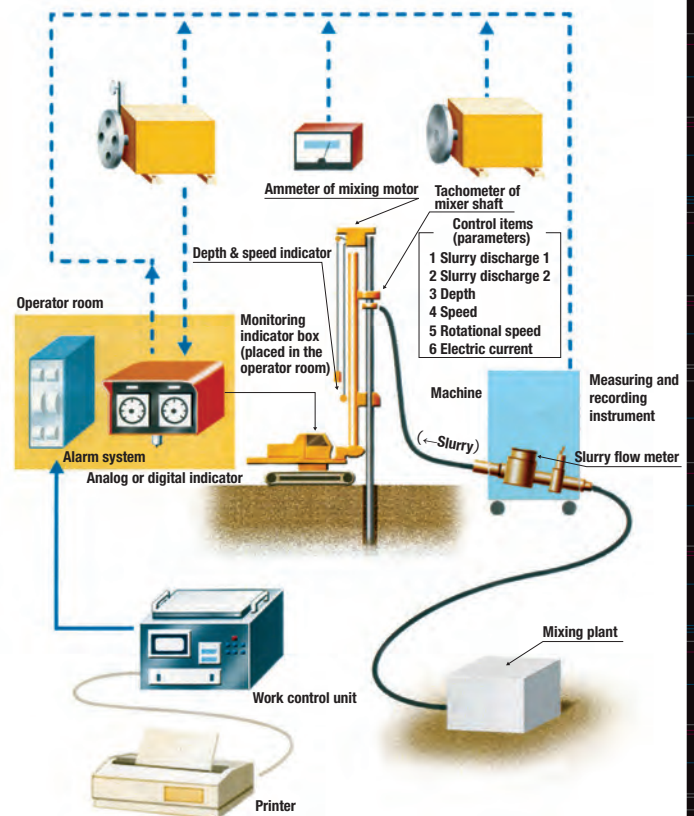 Ammeter of mixing motor
Tachometer of
mixer shaft
Control items
(parameters)
1 Slurry discharge 1
2 Slurry discharge 2
3 Depth
4 Speed
5 Rotational speed
6 Electric current
Depth & speed indicator
Operator room
Monitoring
indicator box
(placed in the
operator room)
Alarm system
Analog or digital indicator
Machine
Measuring and
recording
instrument
(←Slurry)
Slurry flow meter
Mixing plant
Work control unit
Printer